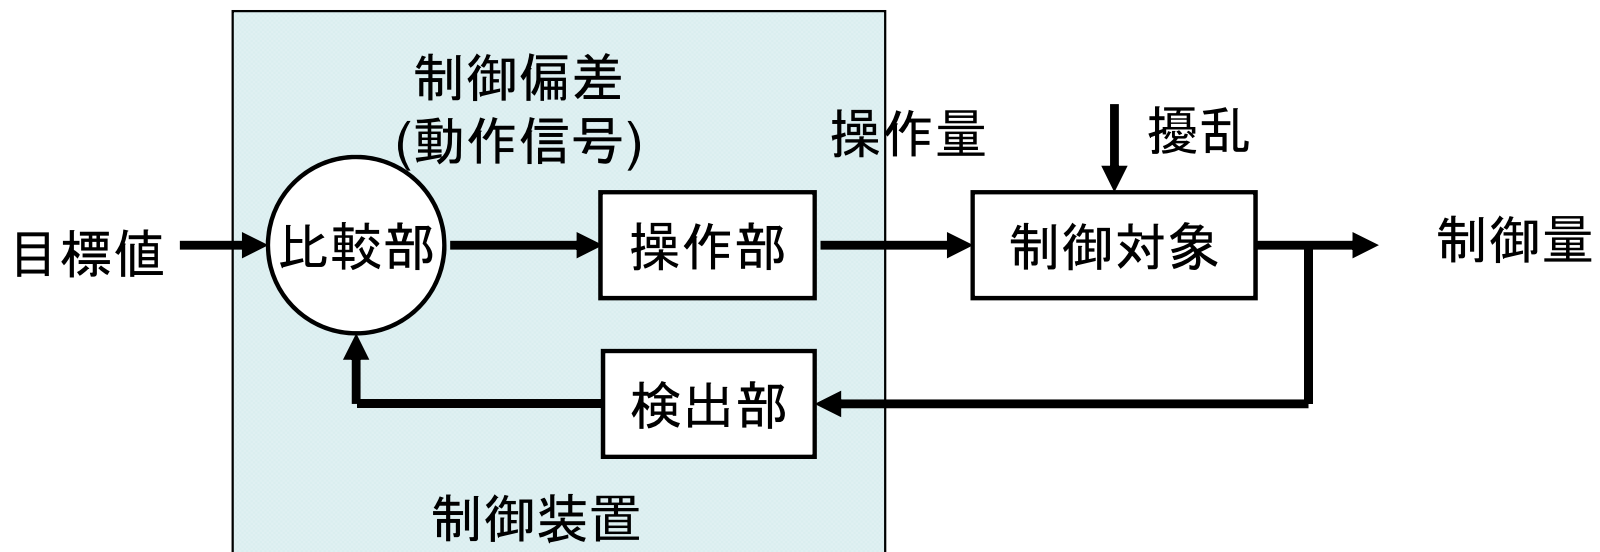 制御偏差
(動作信号)
操作量
擾乱
目標値
比較部
操作部
制御対象
制御量
検出部
制御装置